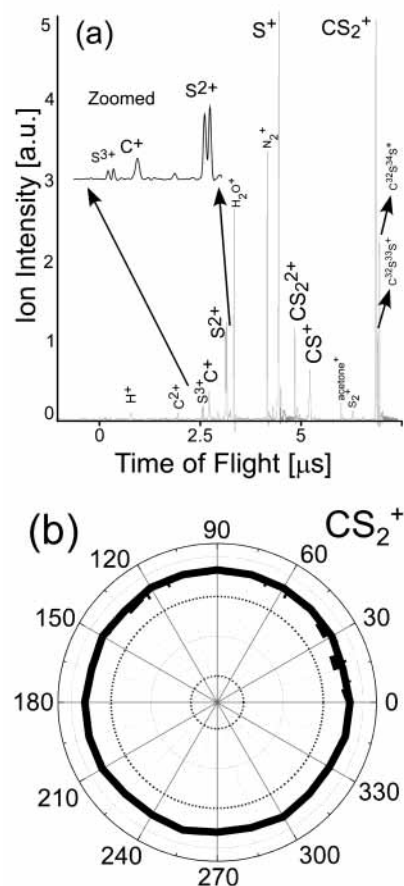 (a)
Ion Intensity [a.u.]
5
4
3
2
1
0
Zoomed
S³⁺
C⁺
S²⁺
H⁺
C²⁺
S³⁺
C⁺
S²⁺
H₂O⁺
N₂⁺
S⁺
CS₂²⁺
CS⁺
acetone⁺
S₂⁺
CS₂⁺
C³²S³⁴S⁺
C³²S³³S⁺
0 2.5 5
Time of Flight [μs]
(b)
CS₂⁺
90
120 60
150 30
180 0
210 330
240 300
270